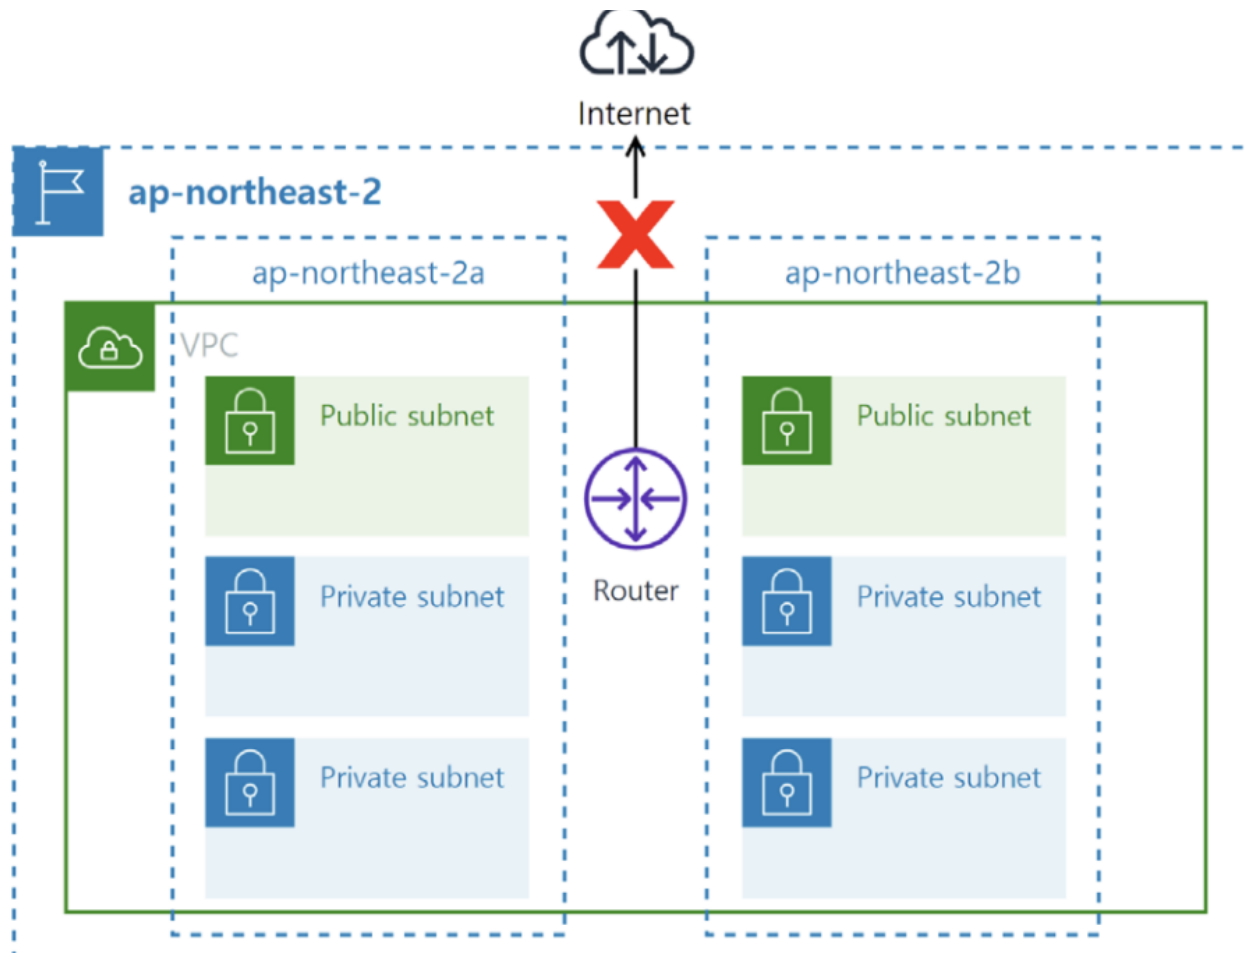 Internet
ap-northeast-2
ap-northeast-2a
ap-northeast-2b
VPC
Public subnet
Public subnet
Private subnet
Router
Private subnet
Private subnet
Private subnet